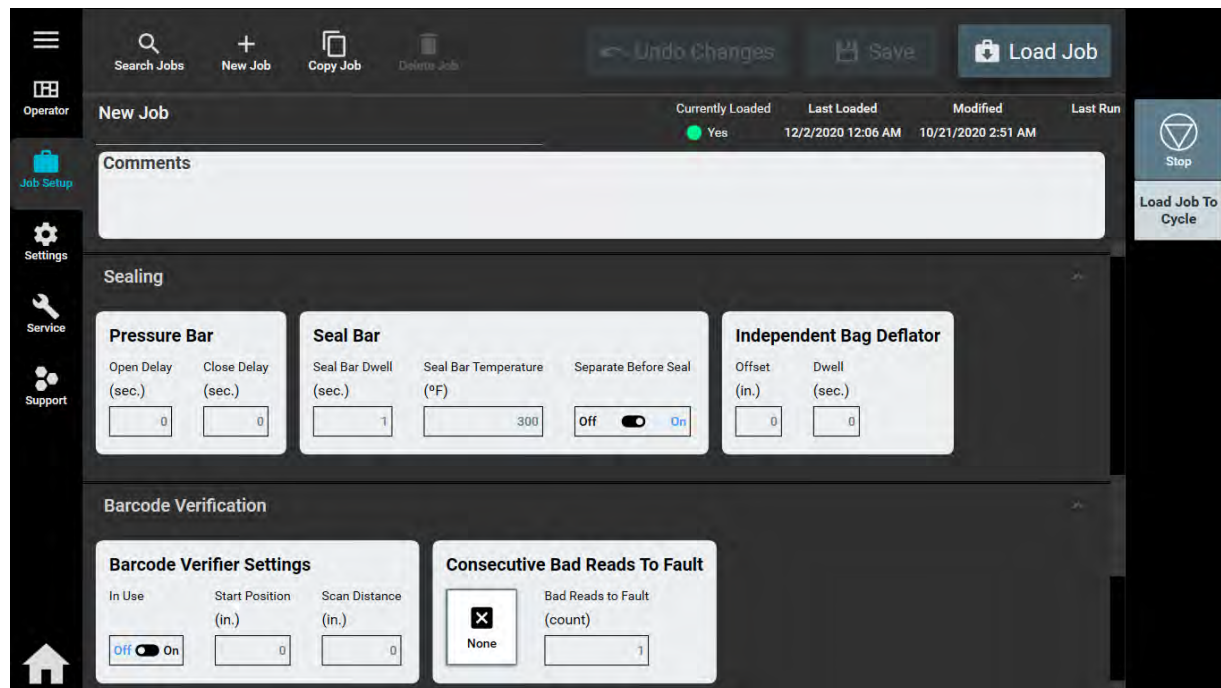 Search Jobs
New Job
Copy Job
Delete Job
Undo Changes
Save
Load Job
Operator
Job Setup
Settings
Service
Support
New Job
Currently Loaded
Yes
Last Loaded
12/2/2020 12:06 AM
Modified
10/21/2020 2:51 AM
Last Run
Comments
Stop
Load Job To
Cycle
Sealing
Pressure Bar
Open Delay
(sec.)
0
Close Delay
(sec.)
0
Seal Bar
Seal Bar Dwell
(sec.)
1
Seal Bar Temperature
(ºF)
300
Separate Before Seal
Off On
Independent Bag Deflator
Offset
(in.)
0
Dwell
(sec.)
0
Barcode Verification
Barcode Verifier Settings
In Use
Off On
Start Position
(in.)
0
Scan Distance
(in.)
0
Consecutive Bad Reads To Fault
None
Bad Reads to Fault
(count)
1